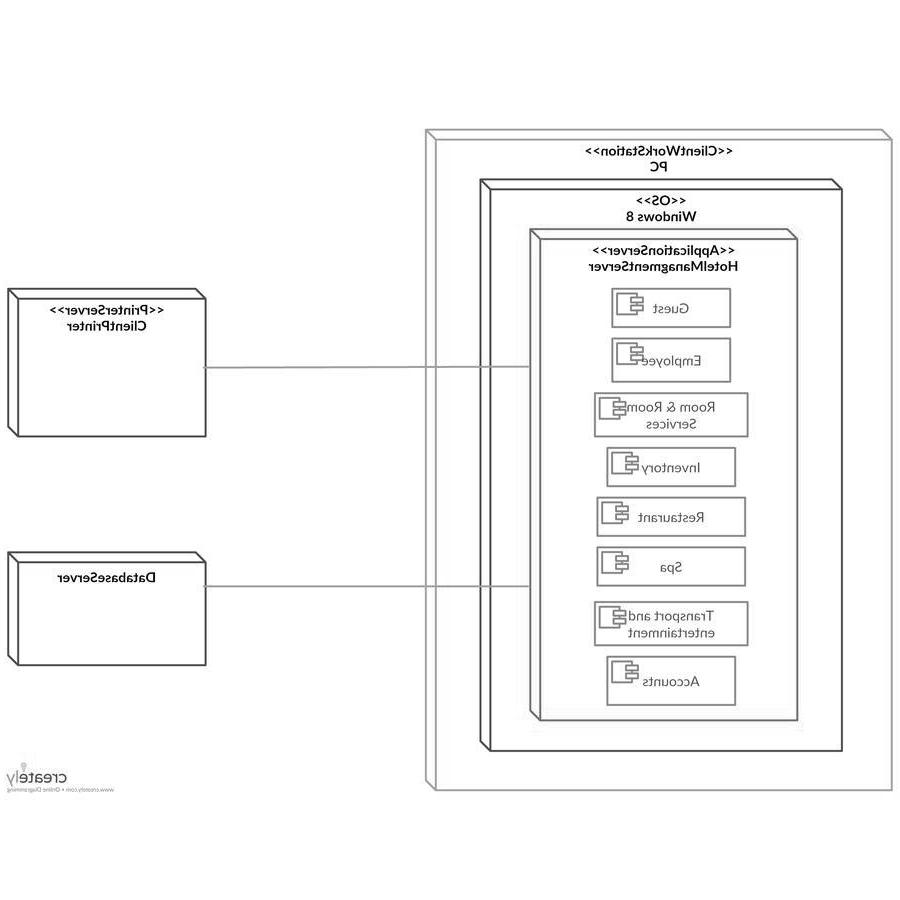 <<ClientWorkStation>>
PC
<<OS>>
Windows 8
<<ApplicationServer>>
HotelManagmentServer
Guest
Employee
Room & Room
Services
Inventory
Restaurant
Spa
Transport and
entertainment
Accounts
<<PrinterServer>>
ClientPrinter
DatabaseServer
creately
www.creately.com • Online Diagramming